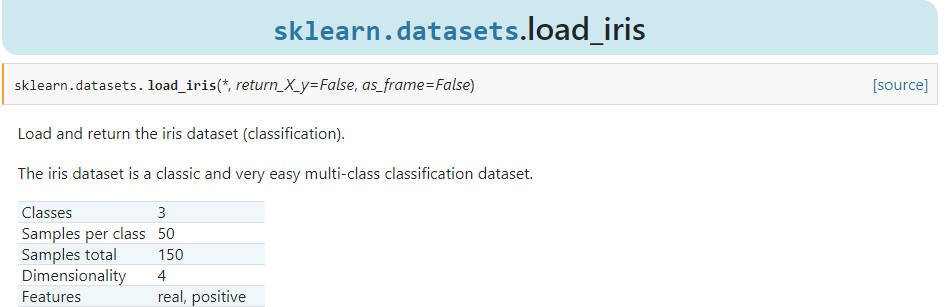 sklearn.datasets.load_iris
sklearn.datasets.load_iris(*, return_X_y=False, as_frame=False) [source]
Load and return the iris dataset (classification).
The iris dataset is a classic and very easy multi-class classification dataset.
Classes 3
Samples per class 50
Samples total 150
Dimensionality 4
Features real, positive